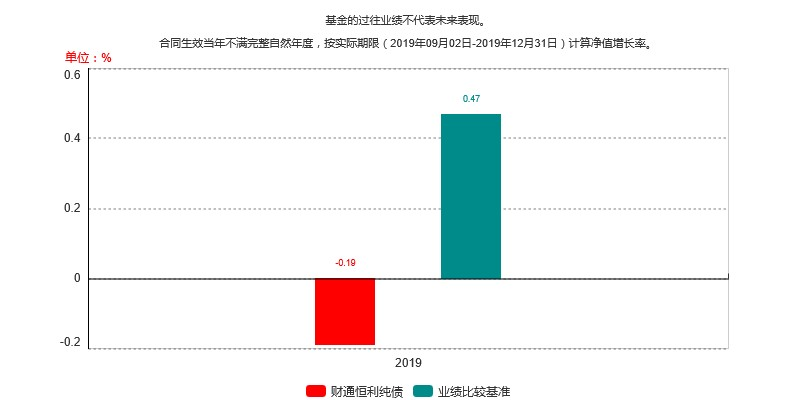 基金的过往业绩不代表未来表现。
合同生效当年不满完整自然年度，按实际期限（2019年09月02日-2019年12月31日）计算净值增长率。
单位：%
0.6
0.47
0.4
0.2
-0.19
0
-0.2
2019
财通恒利纯债 业绩比较基准